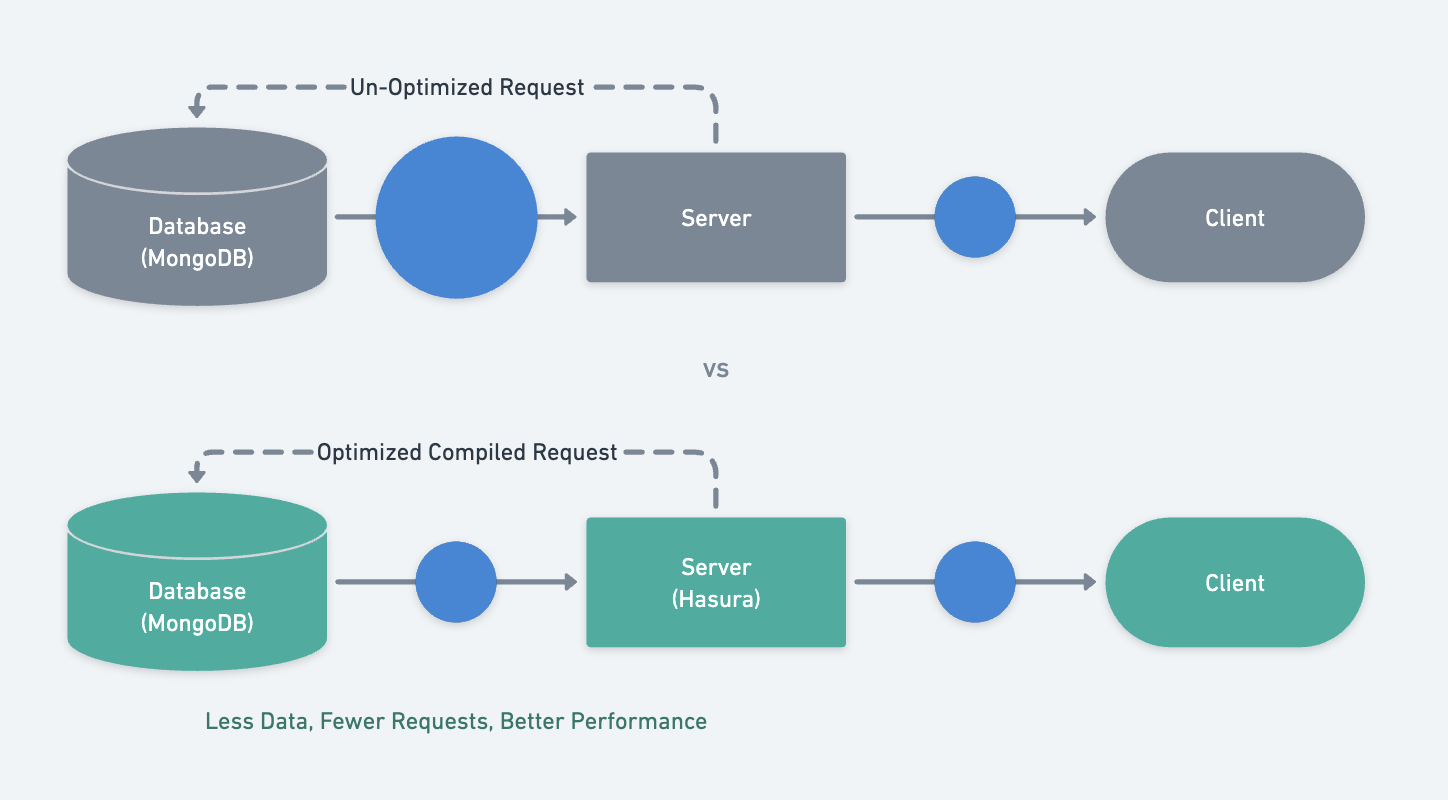 Un-Optimized Request
Database
(MongoDB)
Server
Client
vs
Optimized Compiled Request
Database
(MongoDB)
Server
(Hasura)
Client
Less Data, Fewer Requests, Better Performance